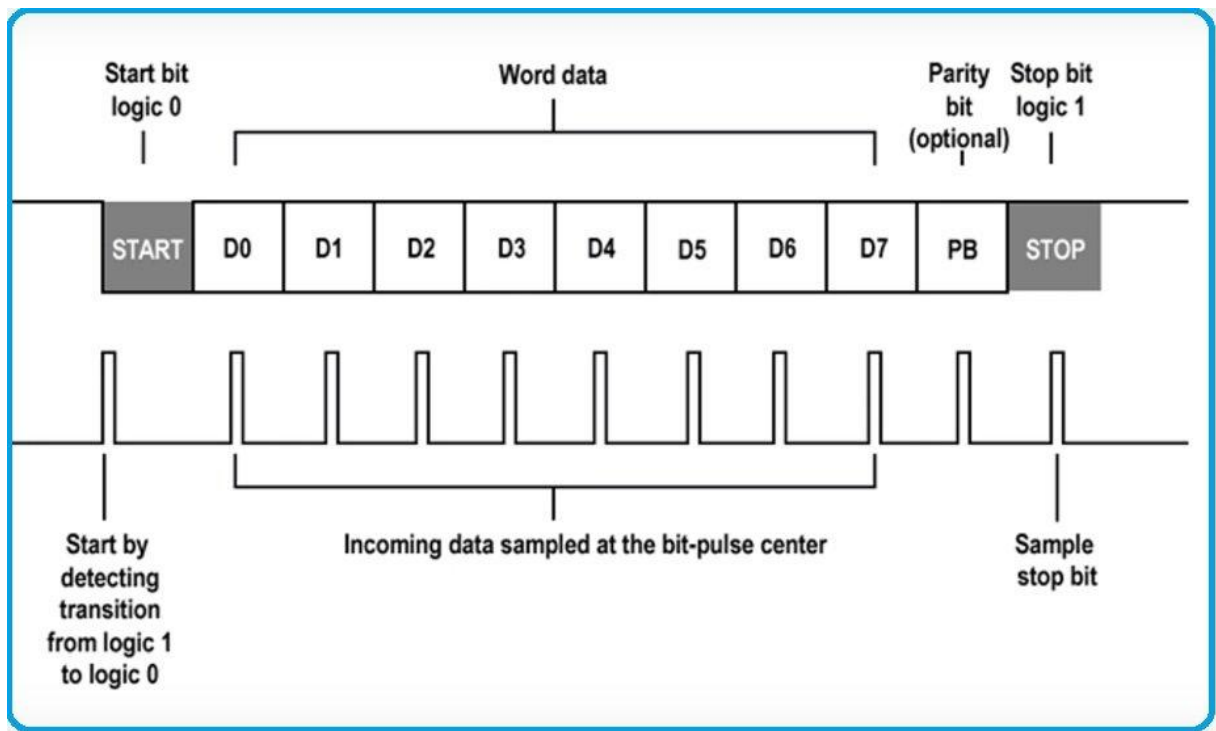 Start bit
logic 0
Word data
Parity
bit
(optional)
Stop bit
logic 1
START D0 D1 D2 D3 D4 D5 D6 D7 PB STOP
Start by
detecting
transition
from logic 1
to logic 0
Incoming data sampled at the bit-pulse center
Sample
stop bit